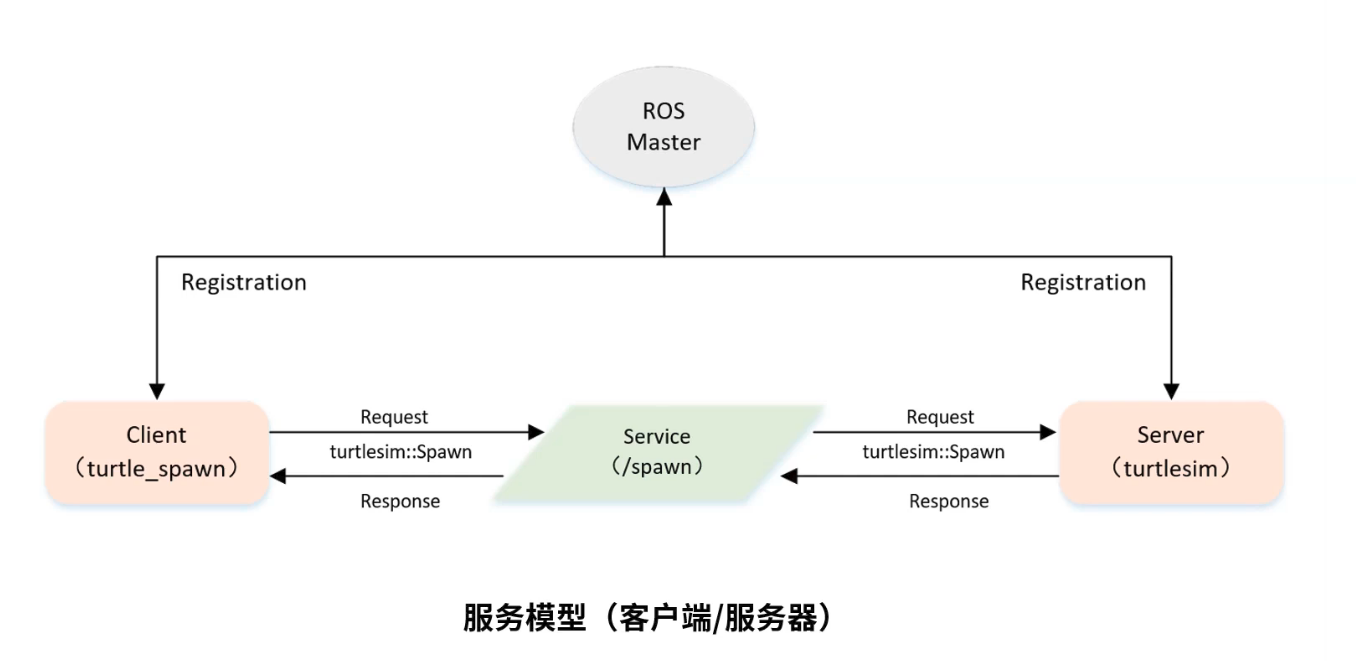 ROS
Master
Registration
Registration
Client
（turtle_spawn）
Request
turtlesim::Spawn
Response
Service
（/spawn）
Request
turtlesim::Spawn
Response
Server
（turtlesim）
服务模型（客户端/服务器）